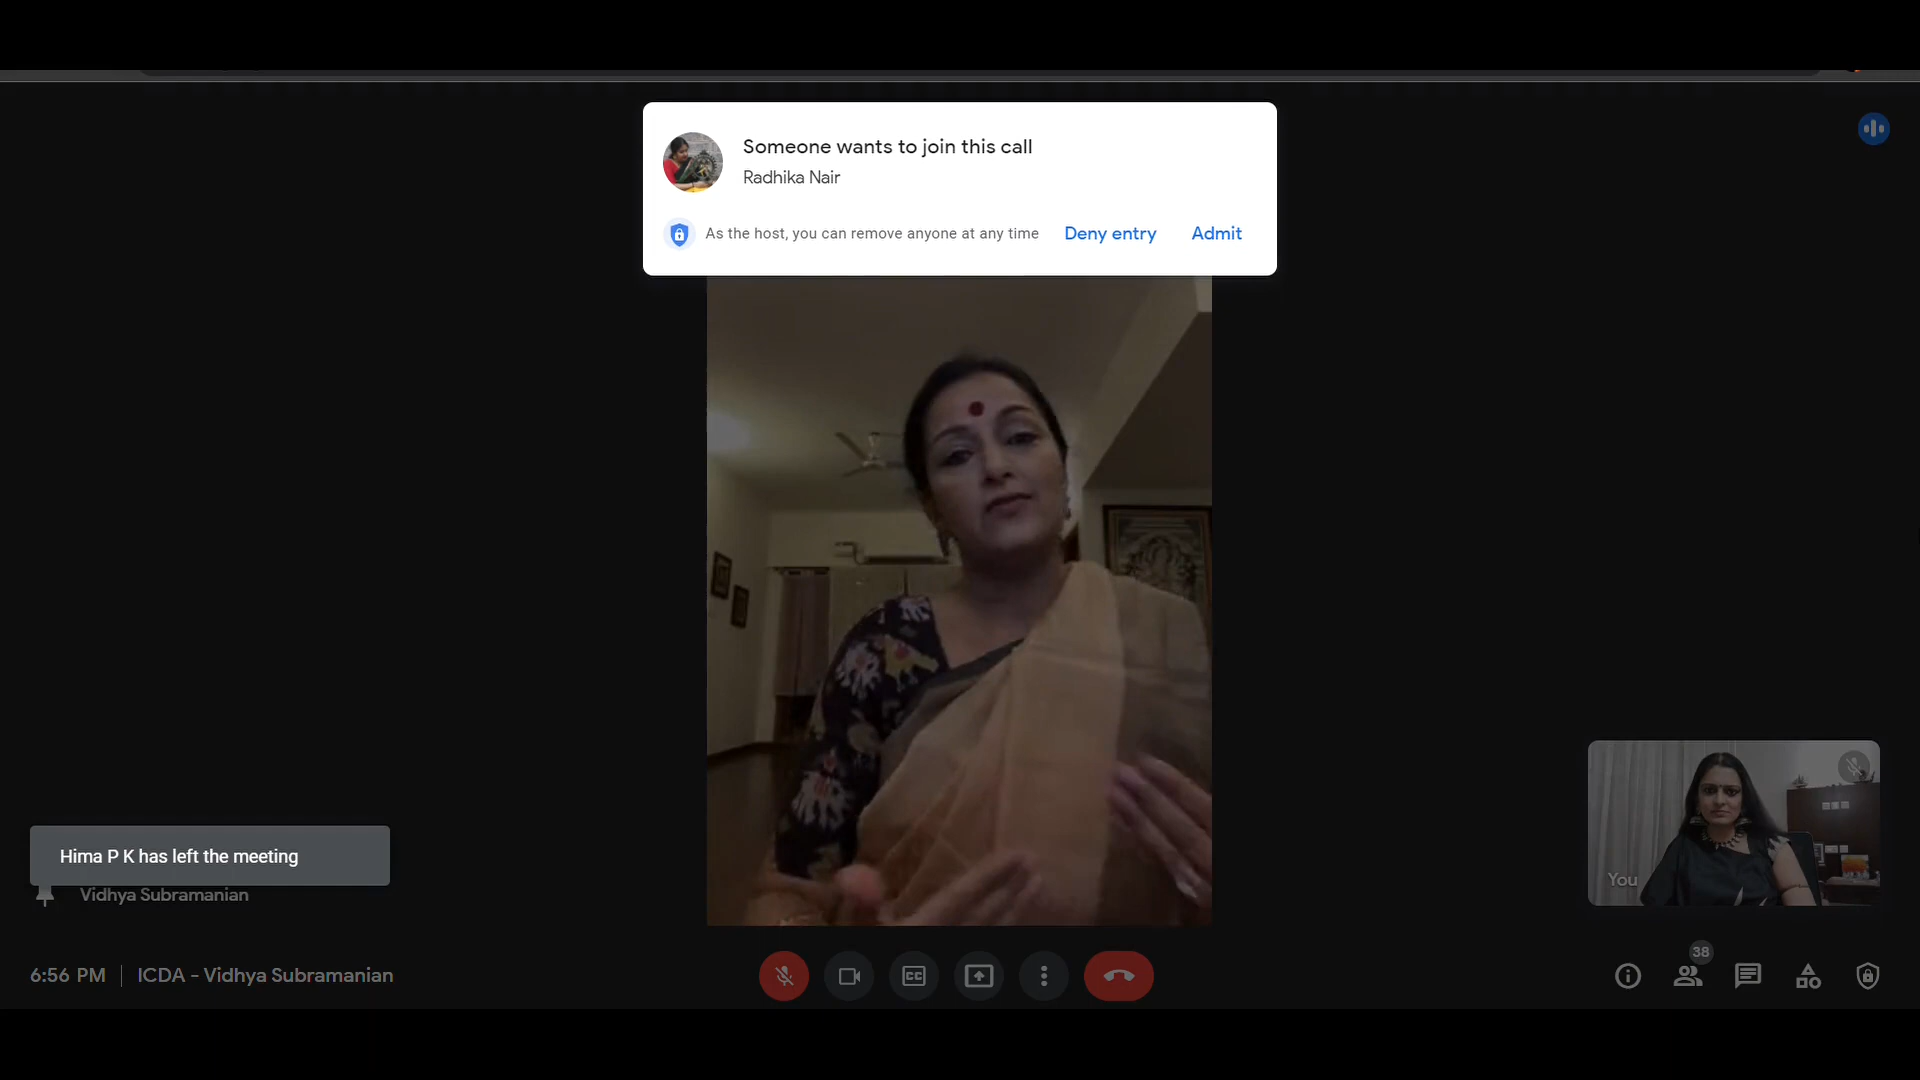 Someone wants to join this call
Radhika Nair
As the host, you can remove anyone at any time
Deny entry
Admit
Hima P K has left the meeting
Vidhya Subramanian
You
6:56 PM
ICDA - Vidhya Subramanian
CC
38